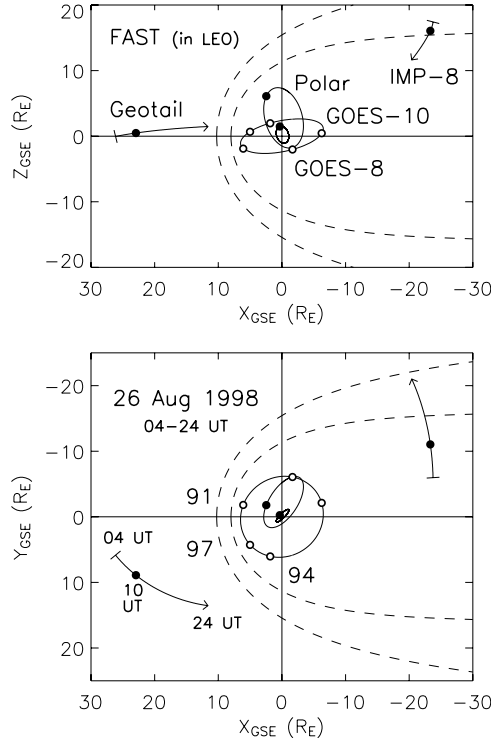 20
10
0
-10
-20
Z_GSE (R_E)
FAST (in LEO)
Geotail
Polar
IMP-8
GOES-10
GOES-8
30 20 10 0 -10 -20 -30
X_GSE (R_E)
-20
-10
0
10
20
Y_GSE (R_E)
26 Aug 1998
04-24 UT
91
97
94
04 UT
10
UT
24 UT
30 20 10 0 -10 -20 -30
X_GSE (R_E)